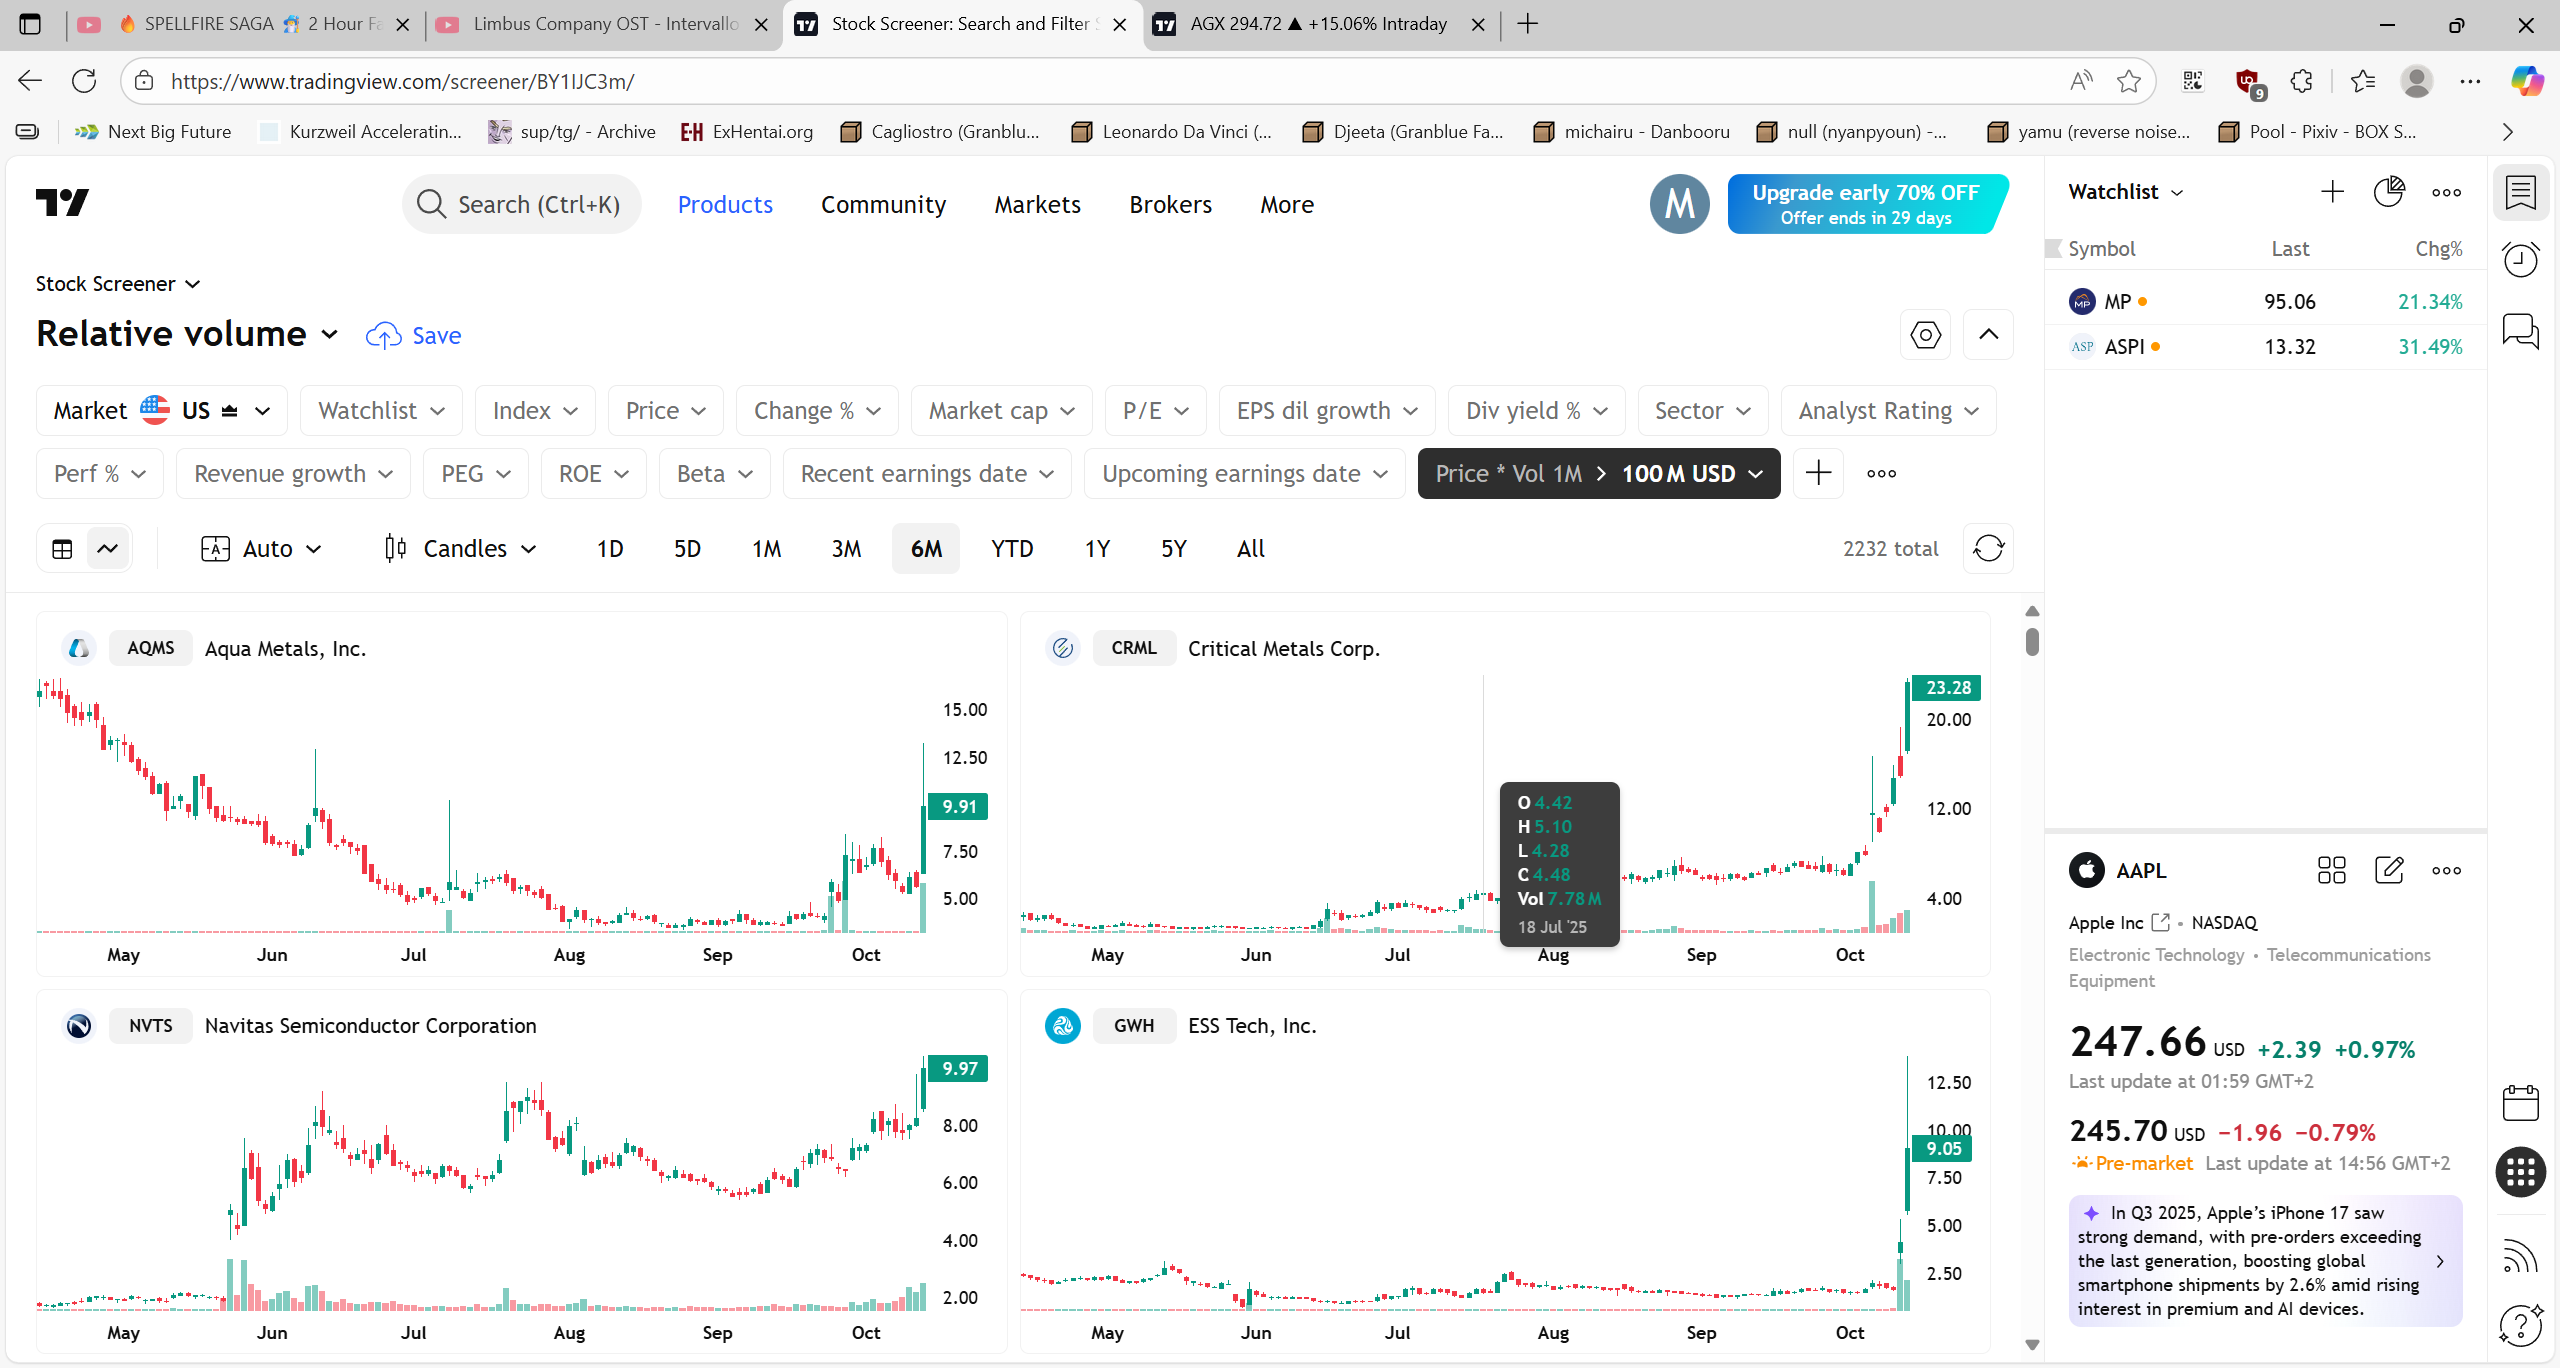 🔥 SPELLFIRE SAGA 🧙 2 Hour Fa
Limbus Company OST - Intervallo
Stock Screener: Search and Filter S
AGX 294.72 ▲ +15.06% Intraday
https://www.tradingview.com/screener/BY1IJC3m/
9
Next Big Future
Kurzweil Acceleratin...
sup/tg/ - Archive
E·H ExHentai.org
Cagliostro (Granblu...
Leonardo Da Vinci (...
Djeeta (Granblue Fa...
michairu - Danbooru
null (nyanpyoun) -...
yamu (reverse noise...
Pool - Pixiv - BOX S...
Search (Ctrl+K)
Products
Community
Markets
Brokers
More
M
Upgrade early 70% OFF
Offer ends in 29 days
Stock Screener
Relative volume
Save
Market US
Watchlist
Index
Price
Change %
Market cap
P/E
EPS dil growth
Div yield %
Sector
Analyst Rating
Perf %
Revenue growth
PEG
ROE
Beta
Recent earnings date
Upcoming earnings date
Price * Vol 1M > 100 M USD
Auto
Candles
1D
5D
1M
3M
6M
YTD
1Y
5Y
All
2232 total
AQMS
Aqua Metals, Inc.
15.00
12.50
9.91
7.50
5.00
May
Jun
Jul
Aug
Sep
Oct
CRML
Critical Metals Corp.
23.28
20.00
12.00
4.00
O 4.42
H 5.10
L 4.28
C 4.48
Vol 7.78 M
18 Jul '25
May
Jun
Jul
Aug
Sep
Oct
NVTS
Navitas Semiconductor Corporation
9.97
8.00
6.00
4.00
2.00
May
Jun
Jul
Aug
Sep
Oct
GWH
ESS Tech, Inc.
12.50
10.00
9.05
7.50
5.00
2.50
May
Jun
Jul
Aug
Sep
Oct
Watchlist
Symbol
Last
Chg%
MP
MP
95.06
21.34%
ASP
ASPI
13.32
31.49%
AAPL
Apple Inc • NASDAQ
Electronic Technology • Telecommunications
Equipment
247.66 USD +2.39 +0.97%
Last update at 01:59 GMT+2
245.70 USD −1.96 −0.79%
Pre-market Last update at 14:56 GMT+2
In Q3 2025, Apple’s iPhone 17 saw
strong demand, with pre-orders exceeding
the last generation, boosting global
smartphone shipments by 2.6% amid rising
interest in premium and AI devices.